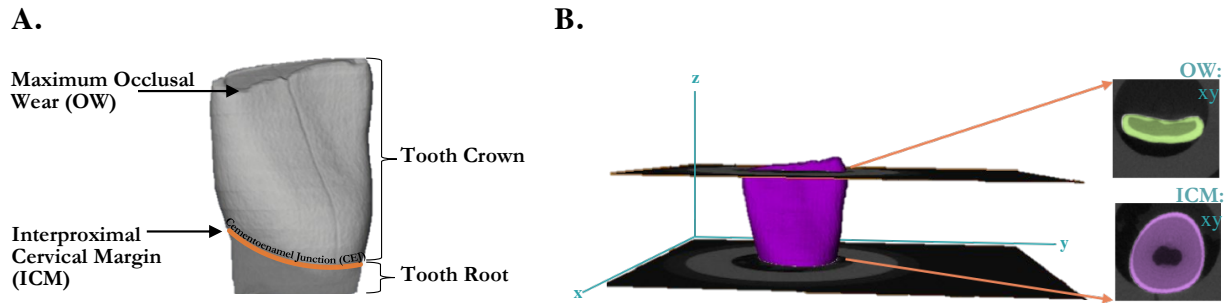 A.
Maximum Occlusal
Wear (OW)
Tooth Crown
Cementoenamel Junction (CEJ)
Interproximal
Cervical Margin
(ICM)
Tooth Root
B.
z
y
x
OW:
xy
ICM:
xy